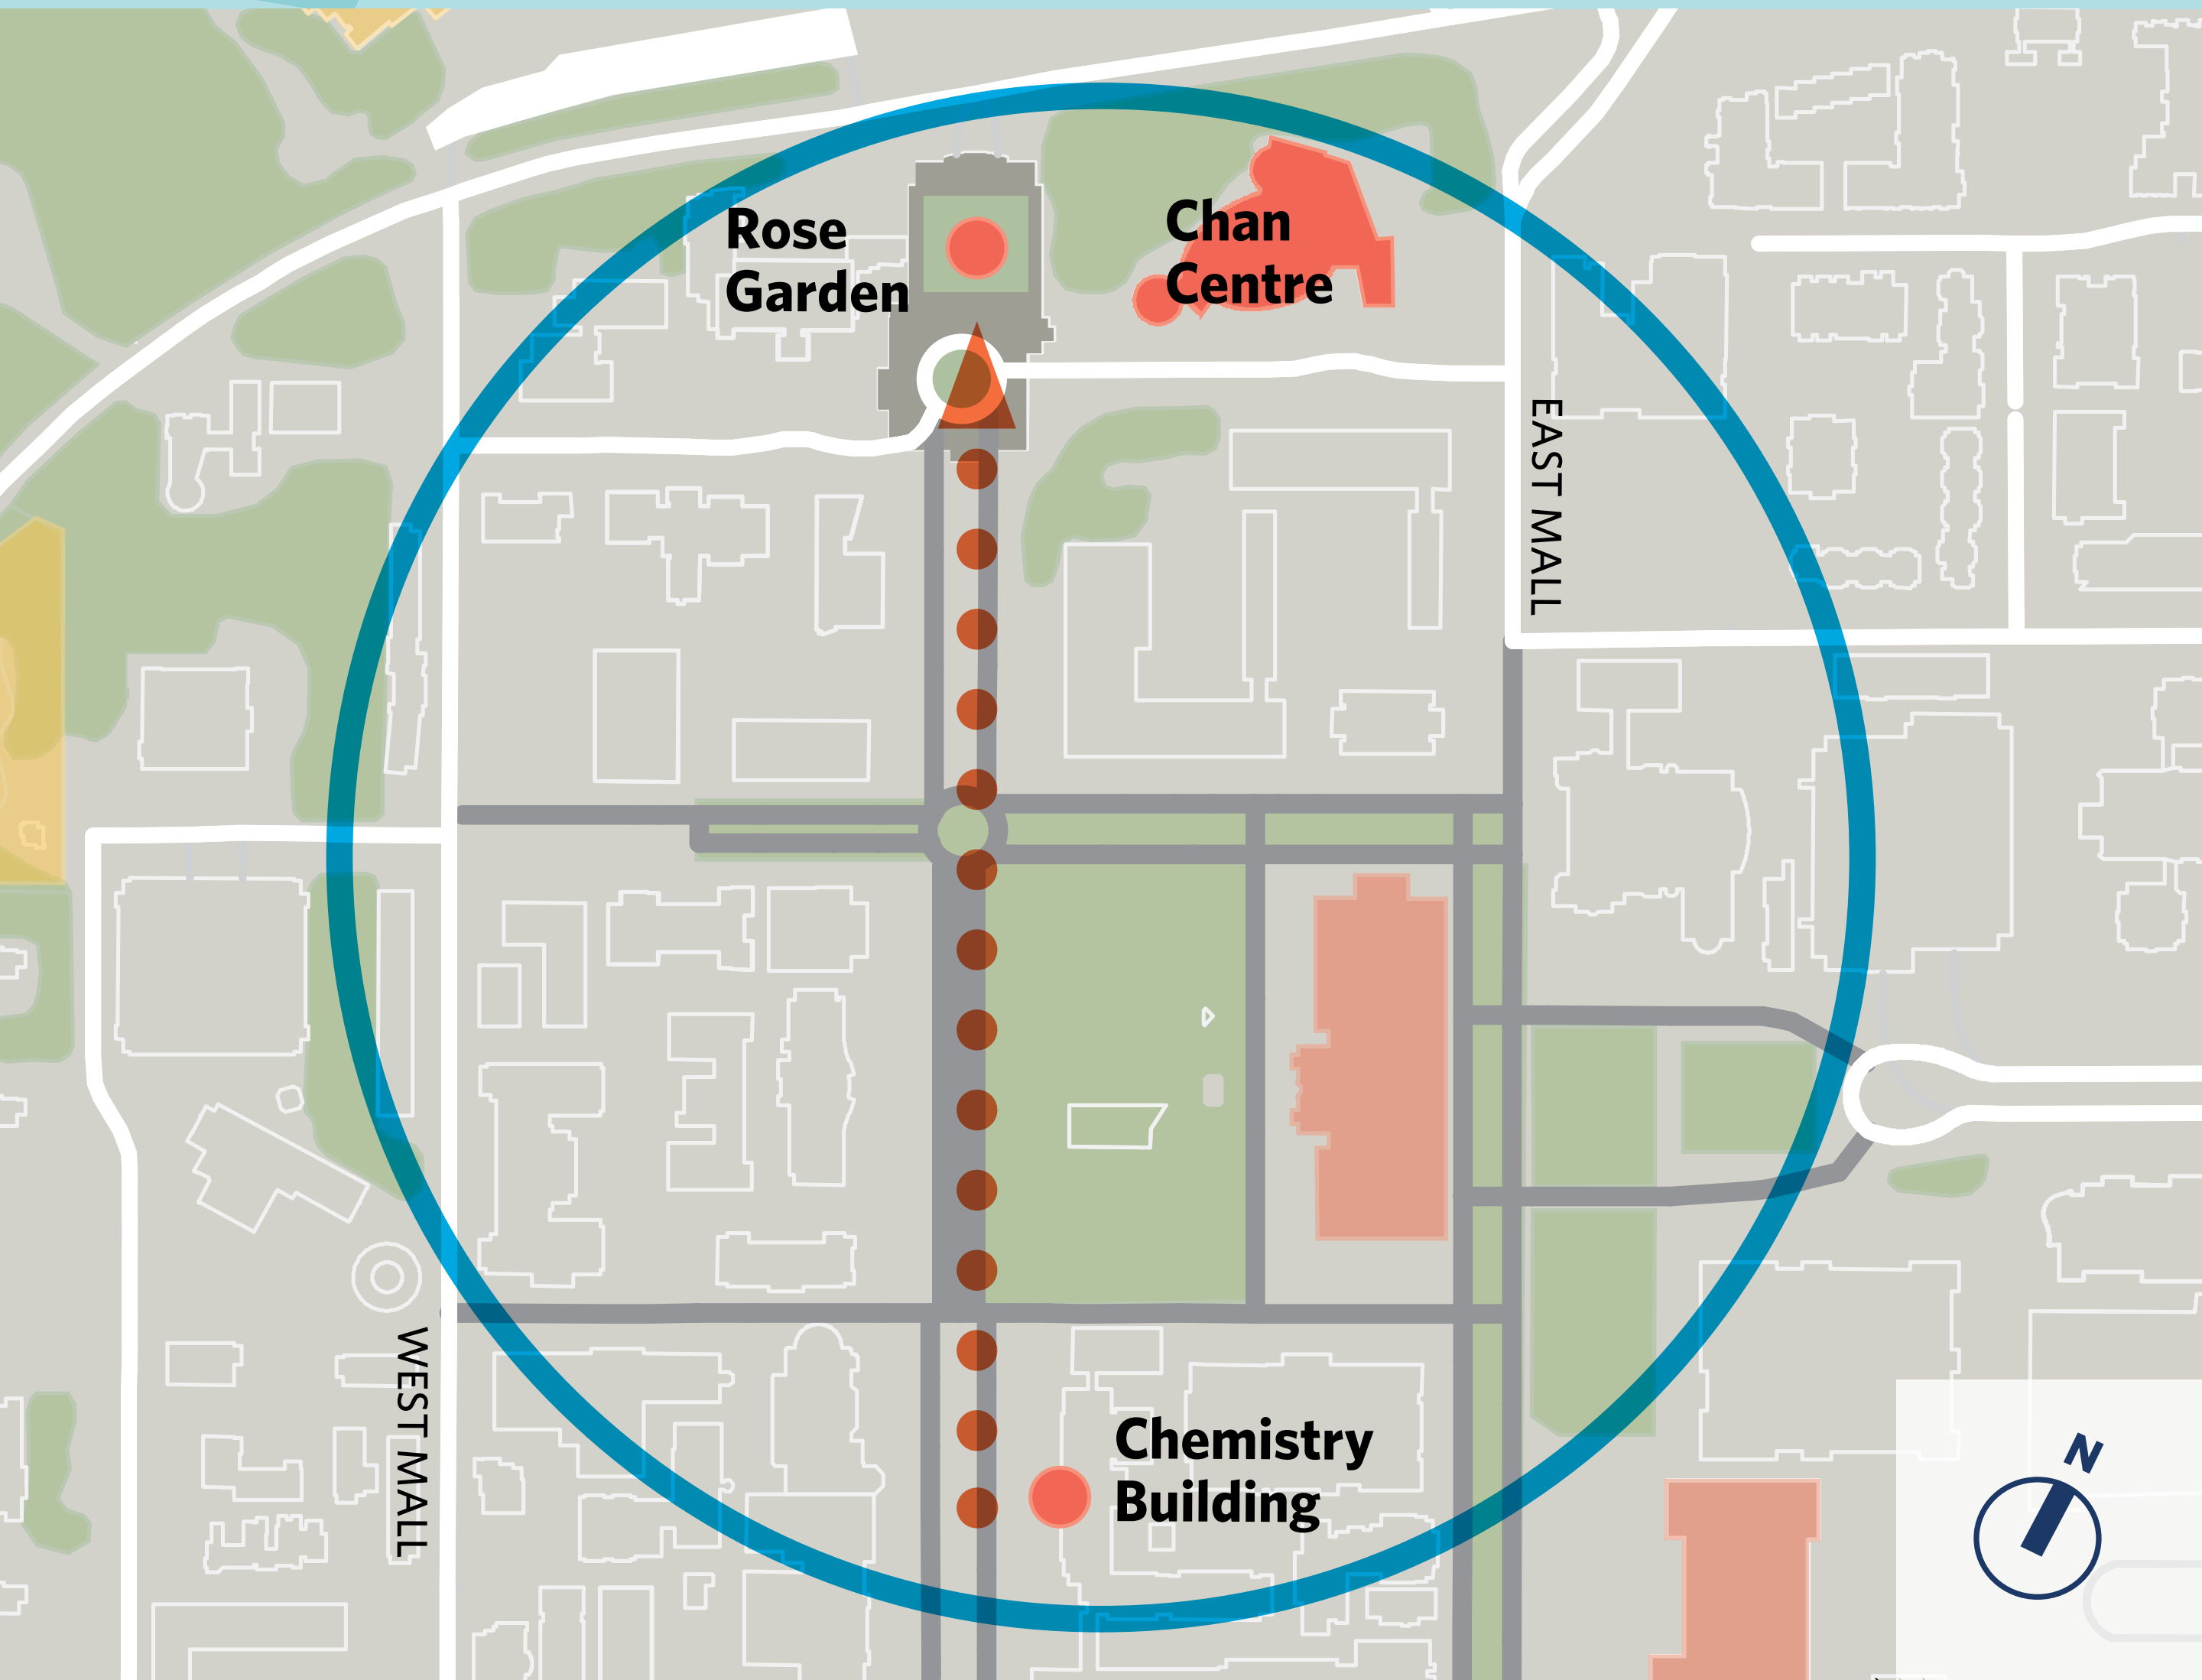 Rose
Garden
Chan
Centre
EAST MALL
WEST MALL
Chemistry
Building
N